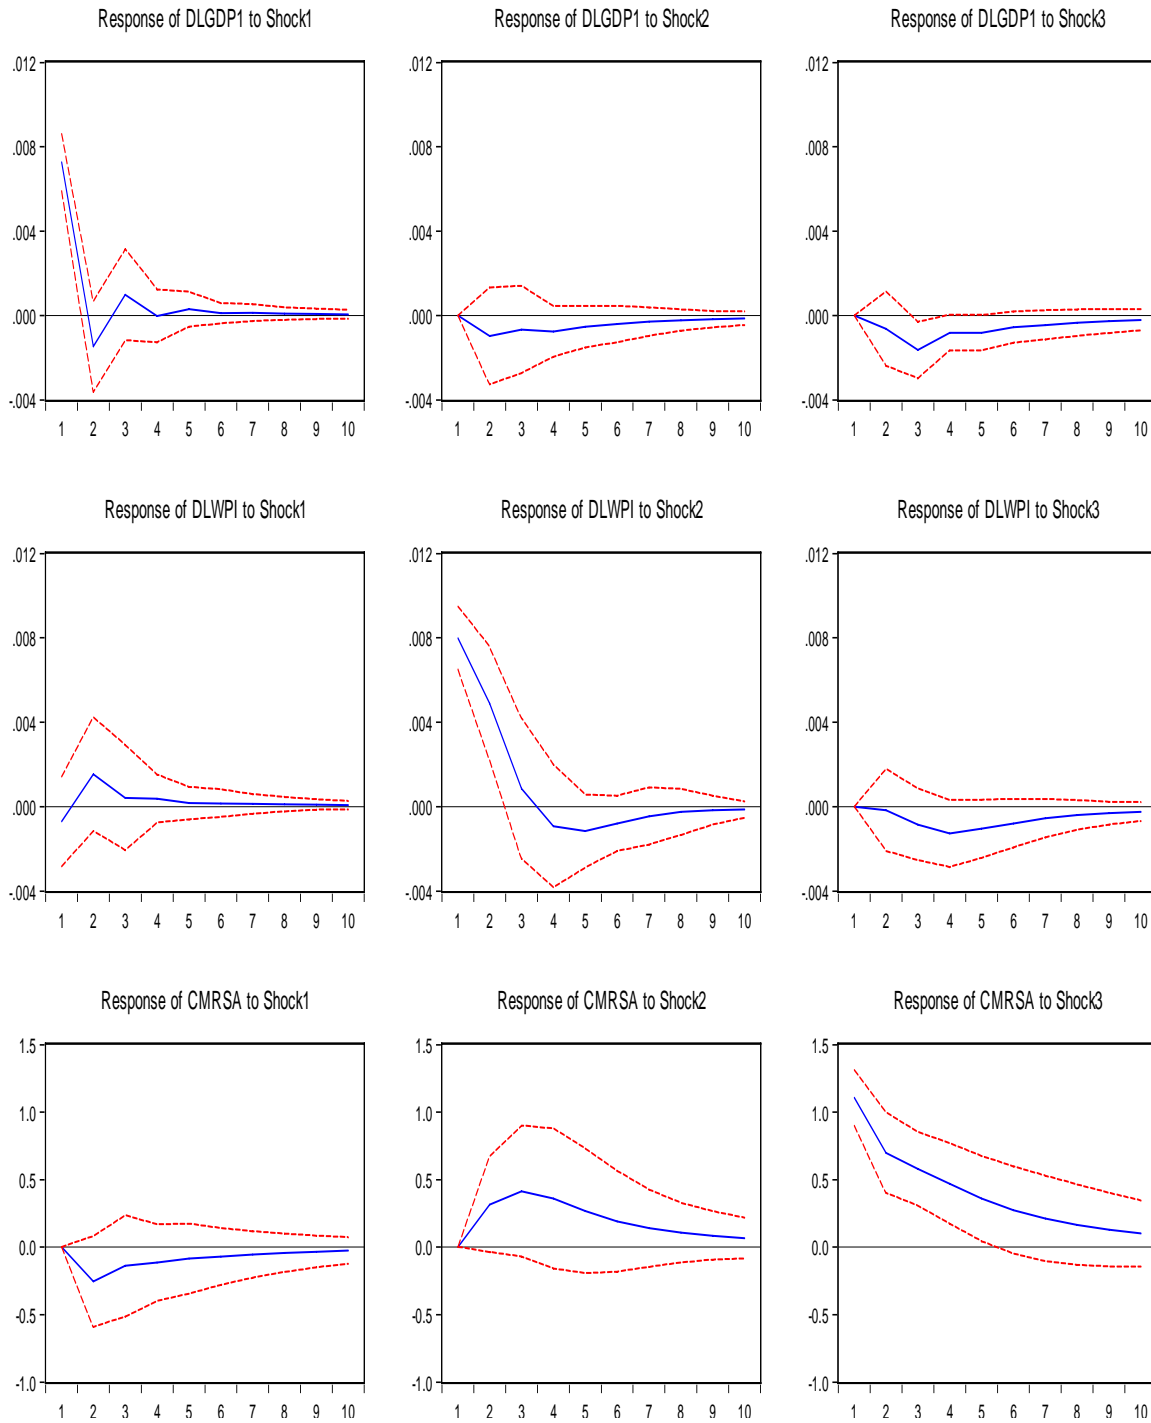 Response of DLGDP1 to Shock1
Response of DLGDP1 to Shock2
Response of DLGDP1 to Shock3
.012
.008
.004
.000
-.004
1 2 3 4 5 6 7 8 9 10
.012
.008
.004
.000
-.004
1 2 3 4 5 6 7 8 9 10
.012
.008
.004
.000
-.004
1 2 3 4 5 6 7 8 9 10
Response of DLWPI to Shock1
Response of DLWPI to Shock2
Response of DLWPI to Shock3
.012
.008
.004
.000
-.004
1 2 3 4 5 6 7 8 9 10
.012
.008
.004
.000
-.004
1 2 3 4 5 6 7 8 9 10
.012
.008
.004
.000
-.004
1 2 3 4 5 6 7 8 9 10
Response of CMRSA to Shock1
Response of CMRSA to Shock2
Response of CMRSA to Shock3
1.5
1.0
0.5
0.0
-0.5
-1.0
1 2 3 4 5 6 7 8 9 10
1.5
1.0
0.5
0.0
-0.5
-1.0
1 2 3 4 5 6 7 8 9 10
1.5
1.0
0.5
0.0
-0.5
-1.0
1 2 3 4 5 6 7 8 9 10